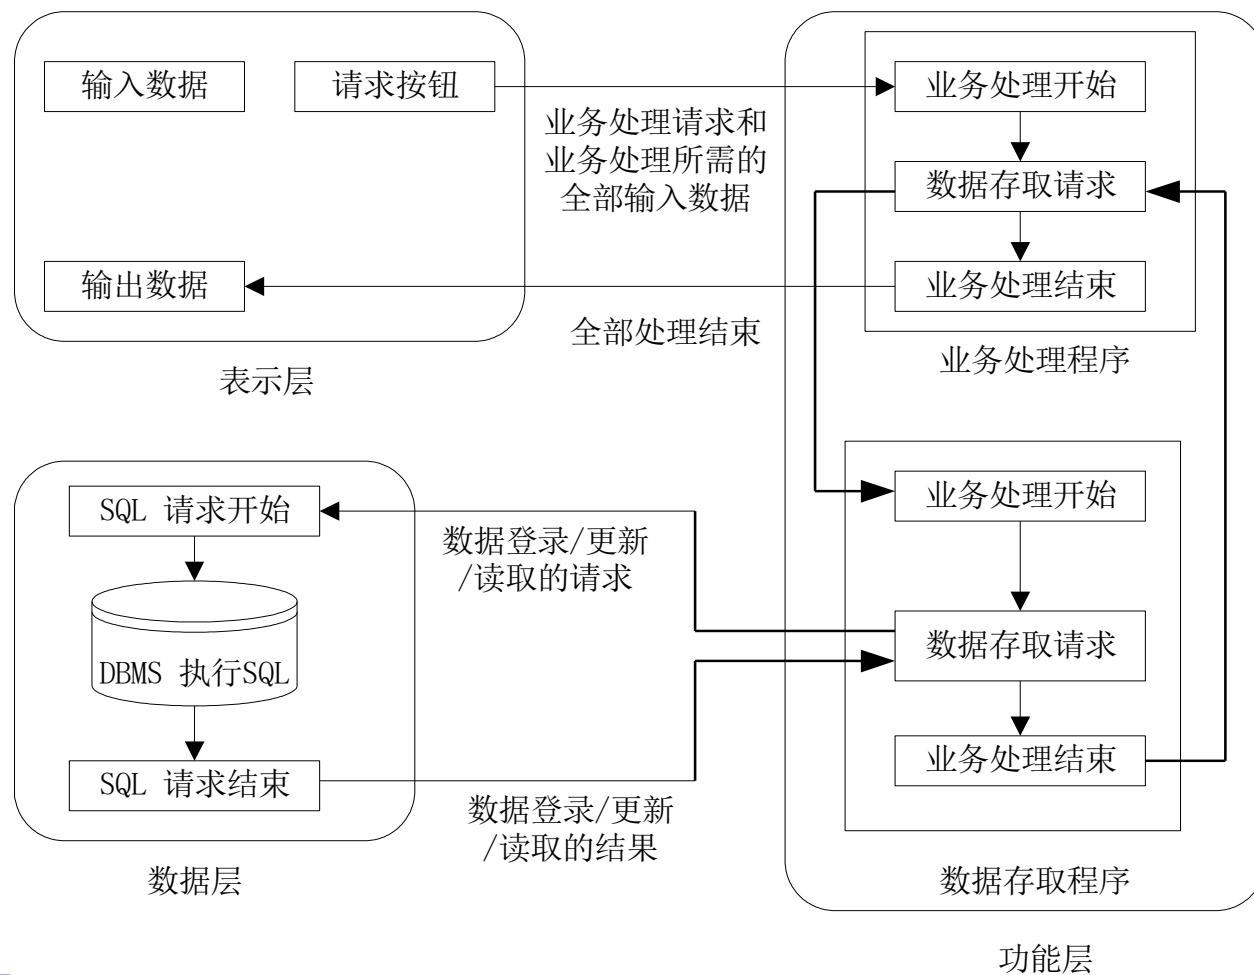 输入数据
请求按钮
业务处理请求和
业务处理所需的
全部输入数据
业务处理开始
数据存取请求
业务处理结束
输出数据
全部处理结束
业务处理程序
表示层
SQL 请求开始
DBMS 执行SQL
SQL 请求结束
数据登录/更新
/读取的请求
数据登录/更新
/读取的结果
数据层
业务处理开始
数据存取请求
业务处理结束
数据存取程序
功能层